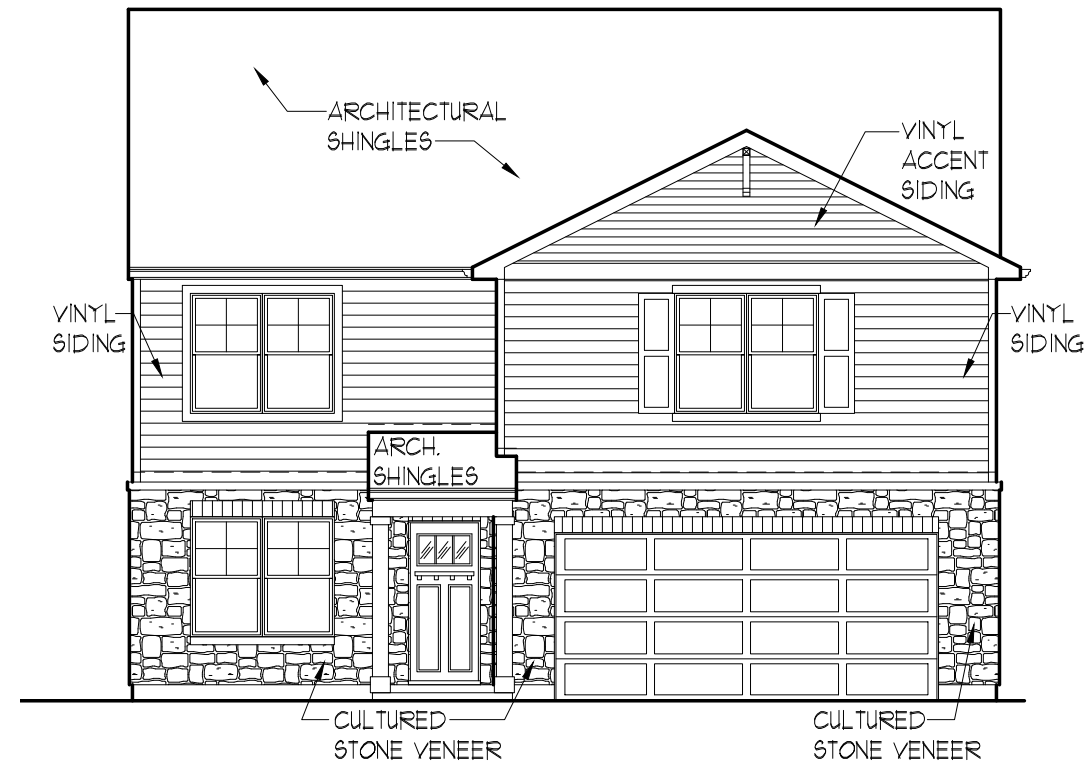 ARCHITECTURAL
SHINGLES
VINYL
ACCENT
SIDING
VINYL
SIDING
VINYL
SIDING
ARCH.
SHINGLES
CULTURED
STONE VENEER
CULTURED
STONE VENEER